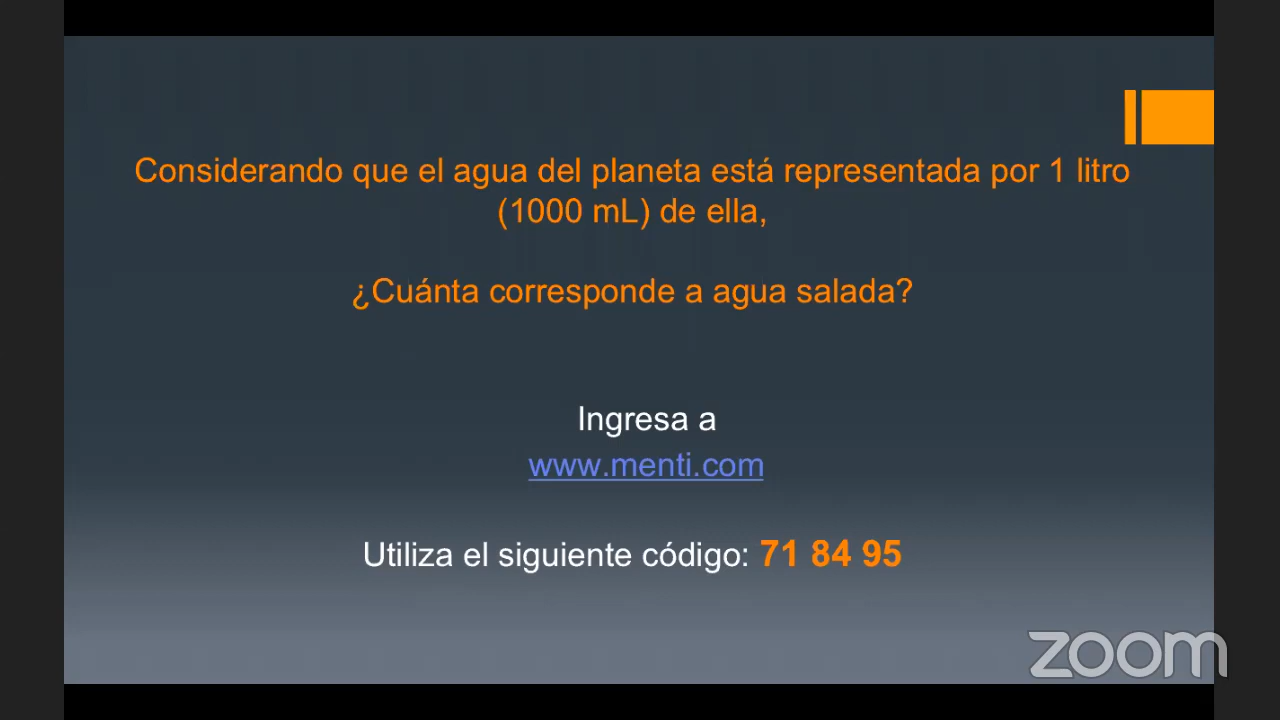 Considerando que el agua del planeta está representada por 1 litro
(1000 mL) de ella,
¿Cuánta corresponde a agua salada?
Ingresa a
www.menti.com
Utiliza el siguiente código: 71 84 95
zoom